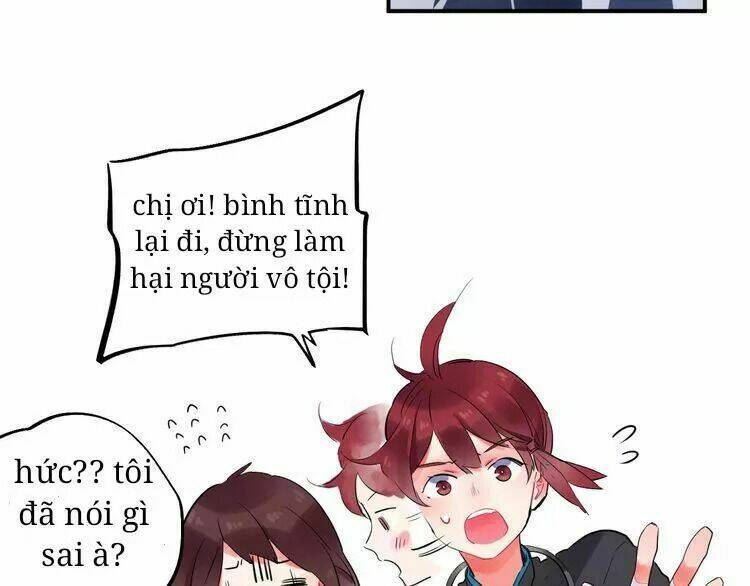 chị ơi! bình tĩnh
lại đi, đừng làm
hại người vô tội!
hức?? tôi
đã nói gì
sai à?